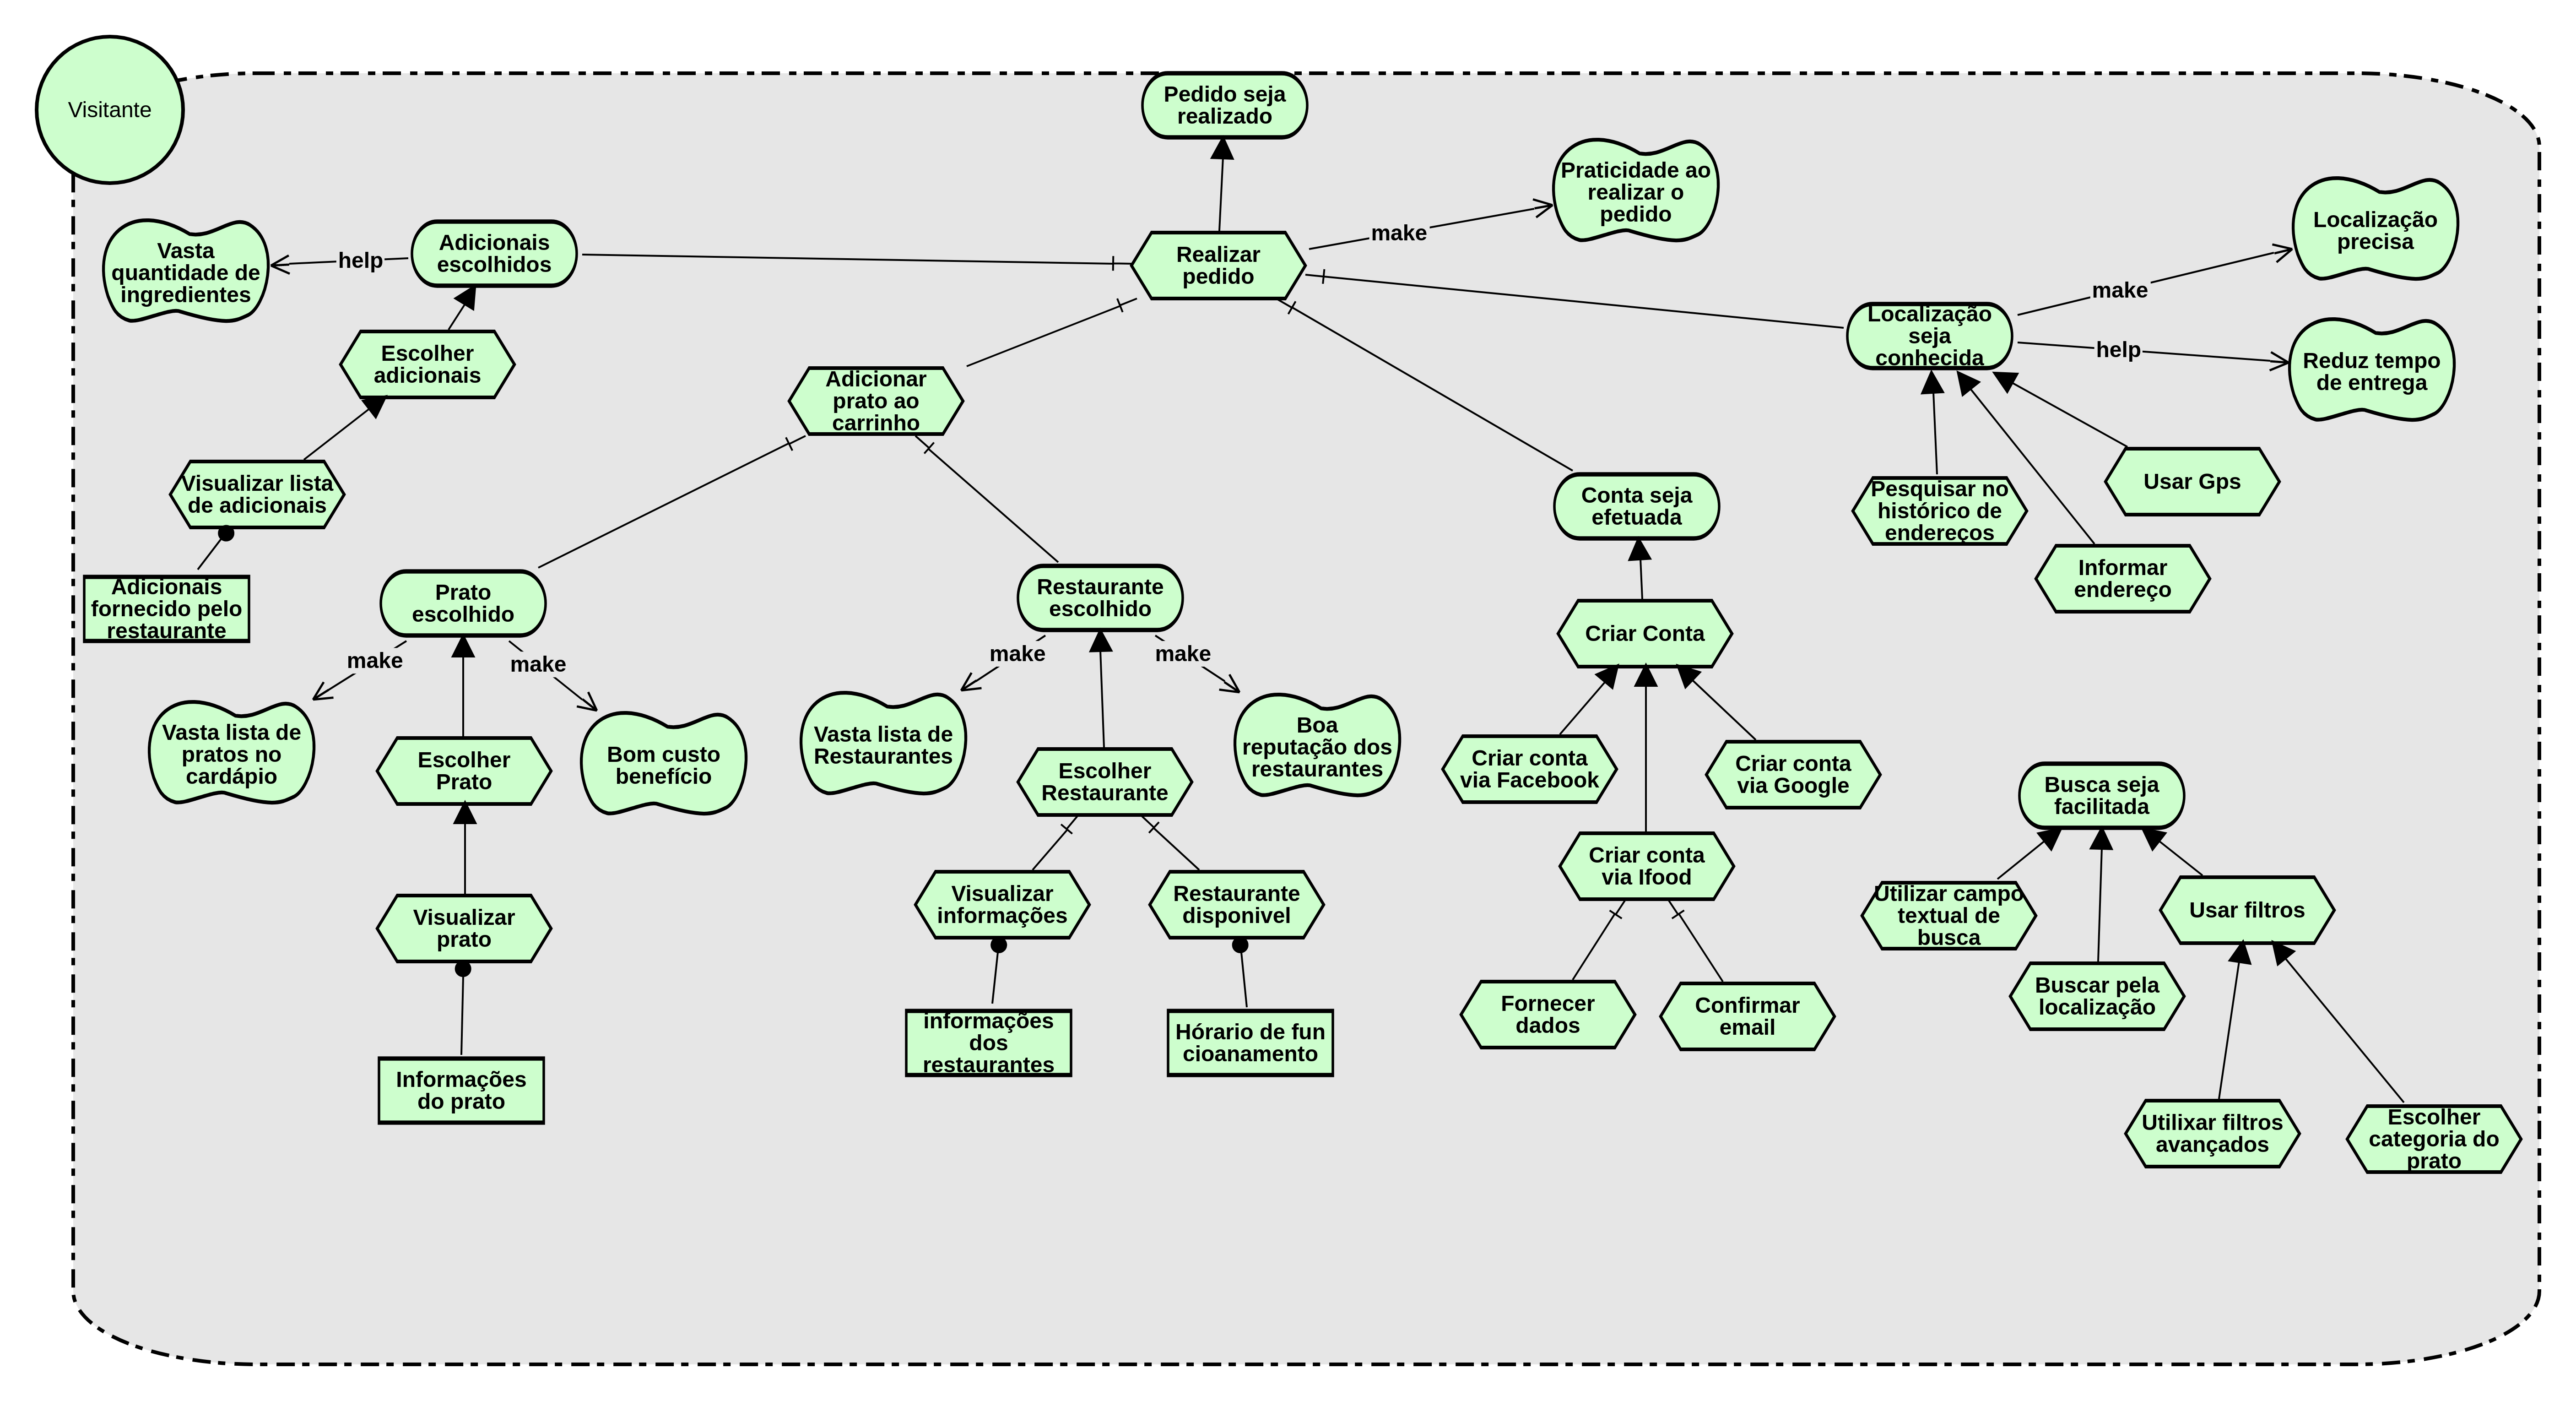 Visitante
Pedido seja
realizado
Praticidade ao
realizar o
pedido
Localização
precisa
Vasta
quantidade de
ingredientes
help
Adicionais
escolhidos
Realizar
pedido
make
make
Localização
seja
conhecida
help
Reduz tempo
de entrega
Escolher
adicionais
Adicionar
prato ao
carrinho
Visualizar lista
de adicionais
Conta seja
efetuada
Pesquisar no
histórico de
endereços
Usar Gps
Informar
endereço
Adicionais
fornecido pelo
restaurante
Prato
escolhido
Restaurante
escolhido
Criar Conta
make
make
make
make
Vasta lista de
pratos no
cardápio
Escolher
Prato
Bom custo
benefício
Vasta lista de
Restaurantes
Escolher
Restaurante
Boa
reputação dos
restaurantes
Criar conta
via Facebook
Criar conta
via Google
Busca seja
facilitada
Criar conta
via Ifood
Visualizar
prato
Visualizar
informações
Restaurante
disponivel
Utilizar campo
textual de
busca
Usar filtros
Buscar pela
localização
Fornecer
dados
Confirmar
email
informações
dos
restaurantes
Hórario de fun
cioanamento
Informações
do prato
Utilixar filtros
avançados
Escolher
categoria do
prato